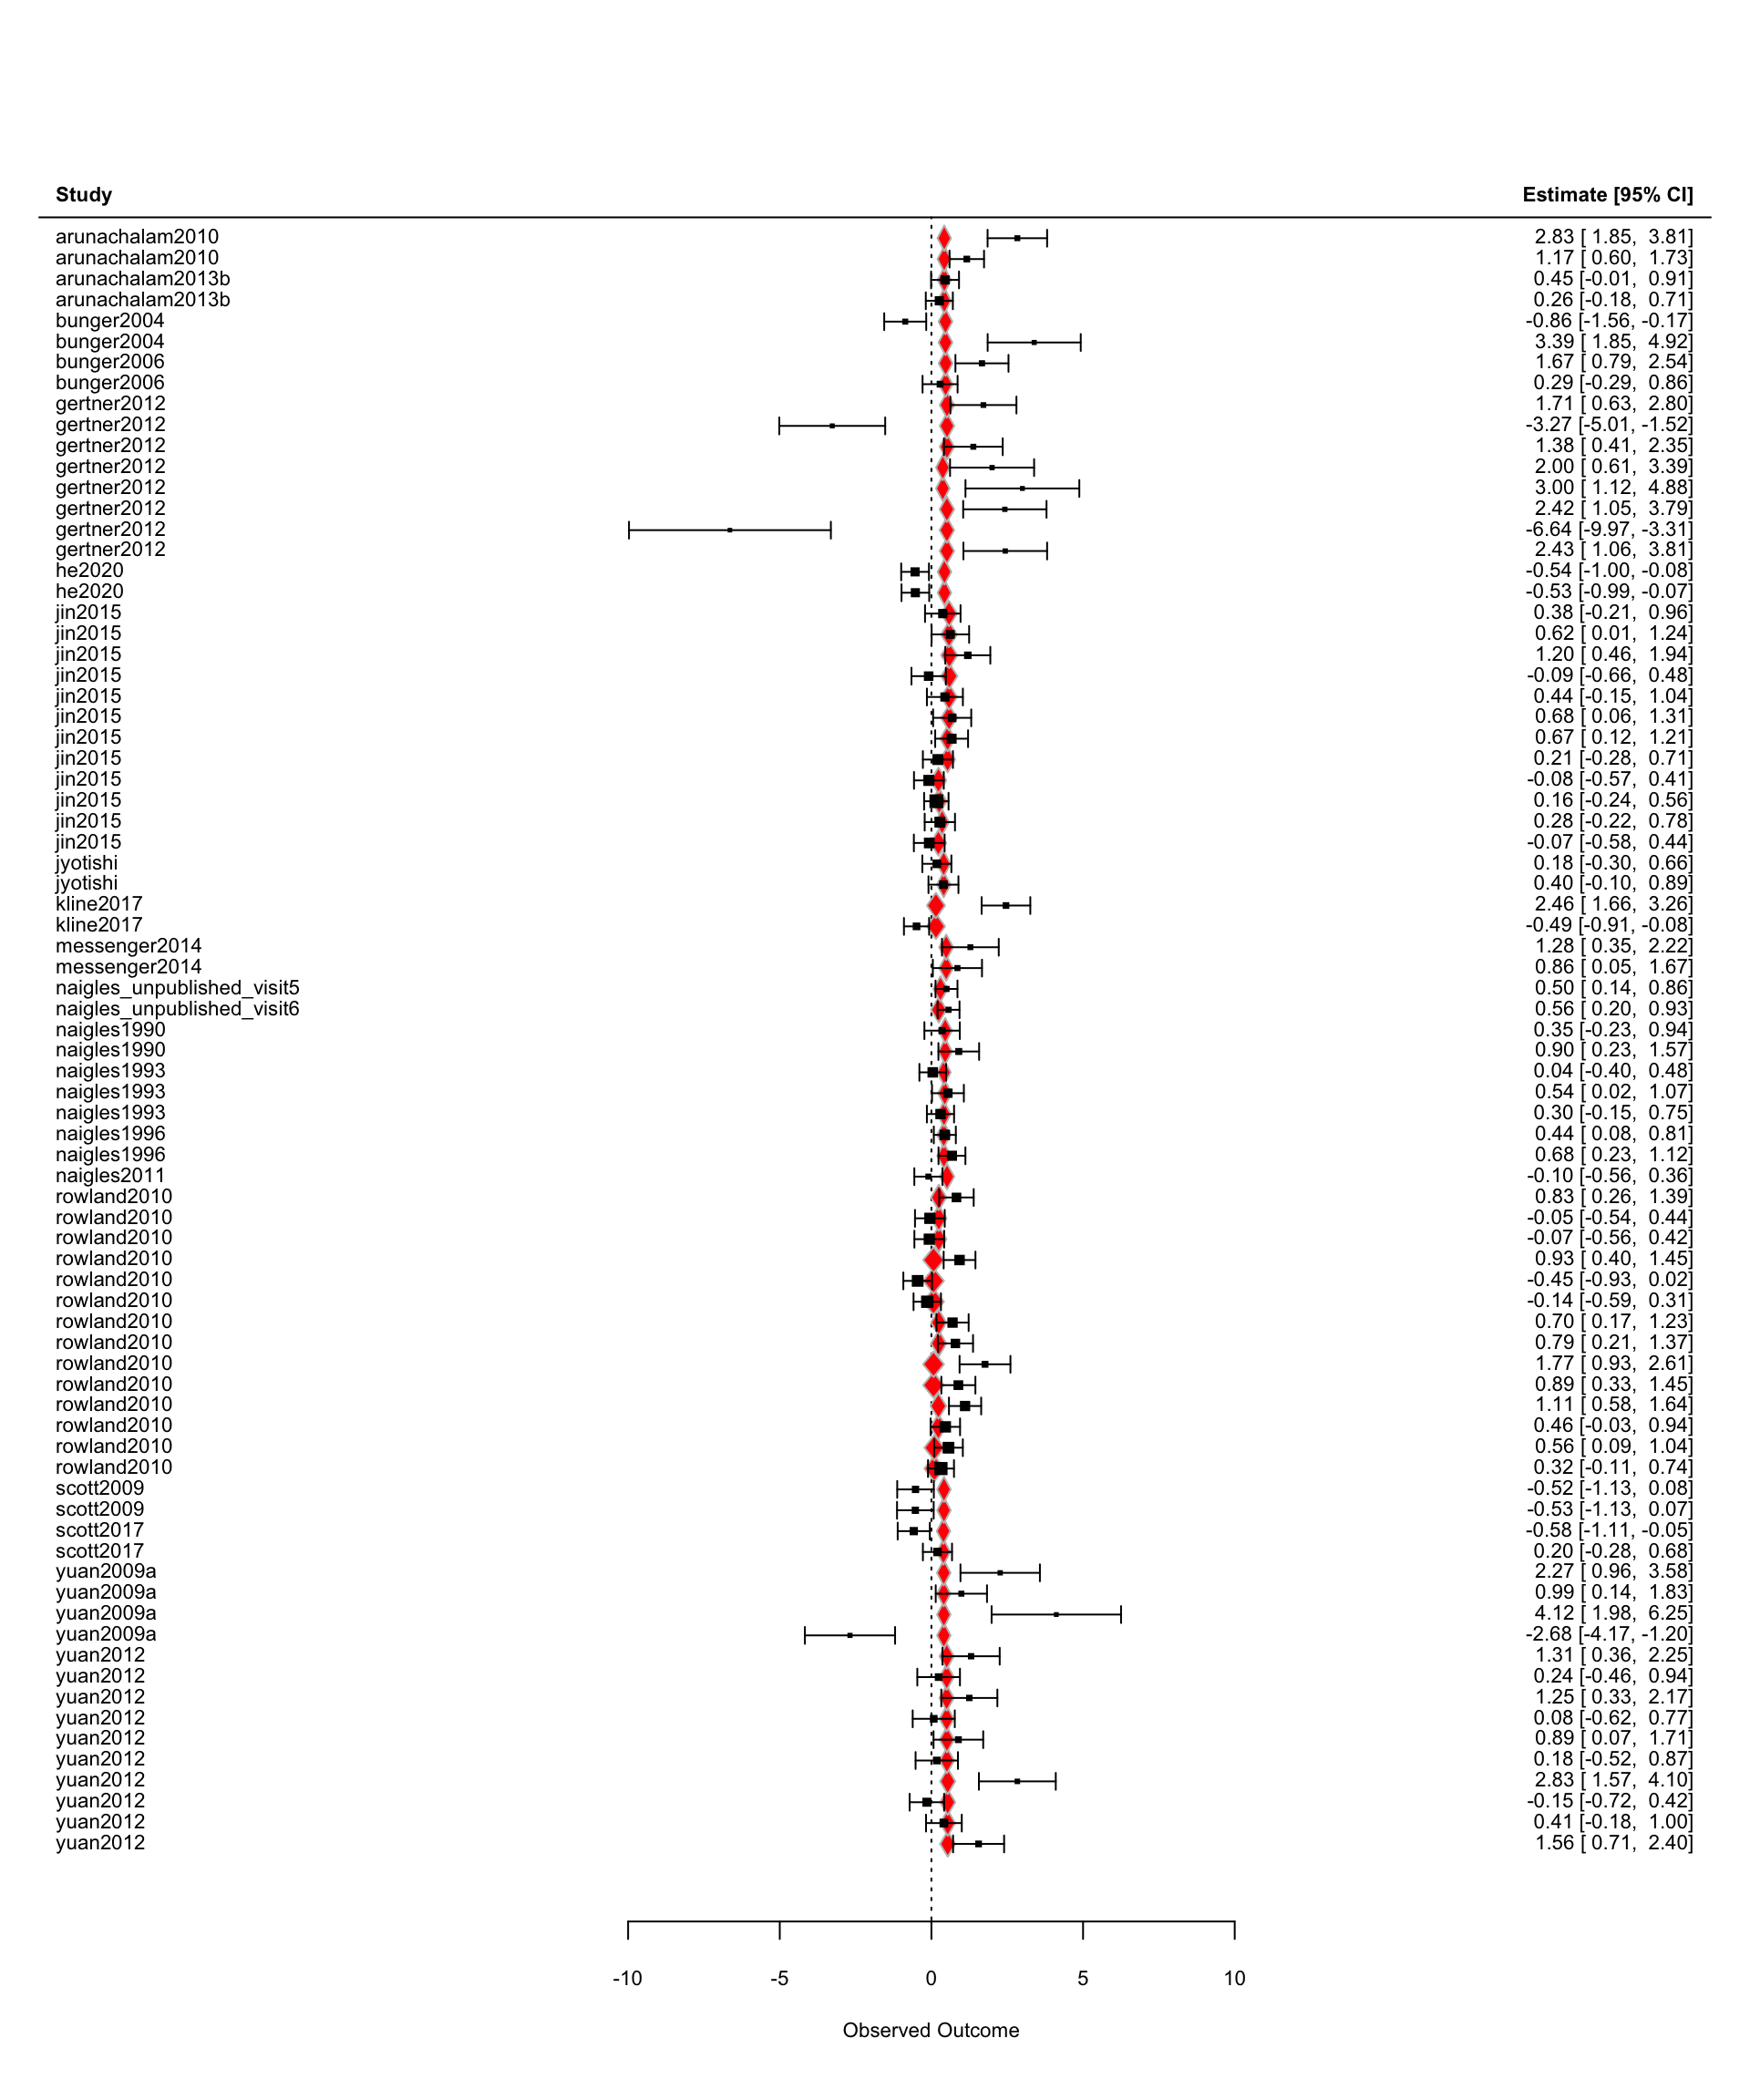 Study Estimate [95% CI]
arunachalam2010 2.83 [ 1.85, 3.81]
arunachalam2010 1.17 [ 0.60, 1.73]
arunachalam2013b 0.45 [-0.01, 0.91]
arunachalam2013b 0.26 [-0.18, 0.71]
bunger2004 -0.86 [-1.56, -0.17]
bunger2004 3.39 [ 1.85, 4.92]
bunger2006 1.67 [ 0.79, 2.54]
bunger2006 0.29 [-0.29, 0.86]
gertner2012 1.71 [ 0.63, 2.80]
gertner2012 -3.27 [-5.01, -1.52]
gertner2012 1.38 [ 0.41, 2.35]
gertner2012 2.00 [ 0.61, 3.39]
gertner2012 3.00 [ 1.12, 4.88]
gertner2012 2.42 [ 1.05, 3.79]
gertner2012 -6.64 [-9.97, -3.31]
gertner2012 2.43 [ 1.06, 3.81]
he2020 -0.54 [-1.00, -0.08]
he2020 -0.53 [-0.99, -0.07]
jin2015 0.38 [-0.21, 0.96]
jin2015 0.62 [ 0.01, 1.24]
jin2015 1.20 [ 0.46, 1.94]
jin2015 -0.09 [-0.66, 0.48]
jin2015 0.44 [-0.15, 1.04]
jin2015 0.68 [ 0.06, 1.31]
jin2015 0.67 [ 0.12, 1.21]
jin2015 0.21 [-0.28, 0.71]
jin2015 -0.08 [-0.57, 0.41]
jin2015 0.16 [-0.24, 0.56]
jin2015 0.28 [-0.22, 0.78]
jin2015 -0.07 [-0.58, 0.44]
jyotishi 0.18 [-0.30, 0.66]
jyotishi 0.40 [-0.10, 0.89]
kline2017 2.46 [ 1.66, 3.26]
kline2017 -0.49 [-0.91, -0.08]
messenger2014 1.28 [ 0.35, 2.22]
messenger2014 0.86 [ 0.05, 1.67]
naigles_unpublished_visit5 0.50 [ 0.14, 0.86]
naigles_unpublished_visit6 0.56 [ 0.20, 0.93]
naigles1990 0.35 [-0.23, 0.94]
naigles1990 0.90 [ 0.23, 1.57]
naigles1993 0.04 [-0.40, 0.48]
naigles1993 0.54 [ 0.02, 1.07]
naigles1993 0.30 [-0.15, 0.75]
naigles1996 0.44 [ 0.08, 0.81]
naigles1996 0.68 [ 0.23, 1.12]
naigles2011 -0.10 [-0.56, 0.36]
rowland2010 0.83 [ 0.26, 1.39]
rowland2010 -0.05 [-0.54, 0.44]
rowland2010 -0.07 [-0.56, 0.42]
rowland2010 0.93 [ 0.40, 1.45]
rowland2010 -0.45 [-0.93, 0.02]
rowland2010 -0.14 [-0.59, 0.31]
rowland2010 0.70 [ 0.17, 1.23]
rowland2010 0.79 [ 0.21, 1.37]
rowland2010 1.77 [ 0.93, 2.61]
rowland2010 0.89 [ 0.33, 1.45]
rowland2010 1.11 [ 0.58, 1.64]
rowland2010 0.46 [-0.03, 0.94]
rowland2010 0.56 [ 0.09, 1.04]
rowland2010 0.32 [-0.11, 0.74]
scott2009 -0.52 [-1.13, 0.08]
scott2009 -0.53 [-1.13, 0.07]
scott2017 -0.58 [-1.11, -0.05]
scott2017 0.20 [-0.28, 0.68]
yuan2009a 2.27 [ 0.96, 3.58]
yuan2009a 0.99 [ 0.14, 1.83]
yuan2009a 4.12 [ 1.98, 6.25]
yuan2009a -2.68 [-4.17, -1.20]
yuan2012 1.31 [ 0.36, 2.25]
yuan2012 0.24 [-0.46, 0.94]
yuan2012 1.25 [ 0.33, 2.17]
yuan2012 0.08 [-0.62, 0.77]
yuan2012 0.89 [ 0.07, 1.71]
yuan2012 0.18 [-0.52, 0.87]
yuan2012 2.83 [ 1.57, 4.10]
yuan2012 -0.15 [-0.72, 0.42]
yuan2012 0.41 [-0.18, 1.00]
yuan2012 1.56 [ 0.71, 2.40]
-10 -5 0 5 10
Observed Outcome